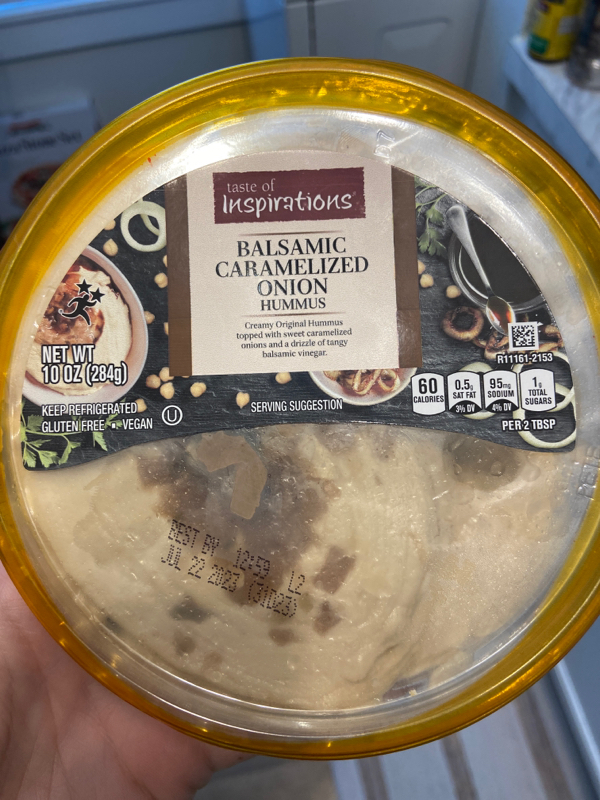 taste of
Inspirations
BALSAMIC
CARAMELIZED
ONION
HUMMUS
Creamy Original Hummus
topped with sweet caramelized
onions and a drizzle of tangy
balsamic vinegar.
NET WT
10 OZ (284g)
KEEP REFRIGERATED
GLUTEN FREE • VEGAN
U
SERVING SUGGESTION
R11161-2153
60
CALORIES
0.5g
SAT FAT
3% DV
95mg
SODIUM
4% DV
1g
TOTAL
SUGARS
PER 2 TBSP
BEST BY 12:59 L2
JUL 22 2023 (31D23)